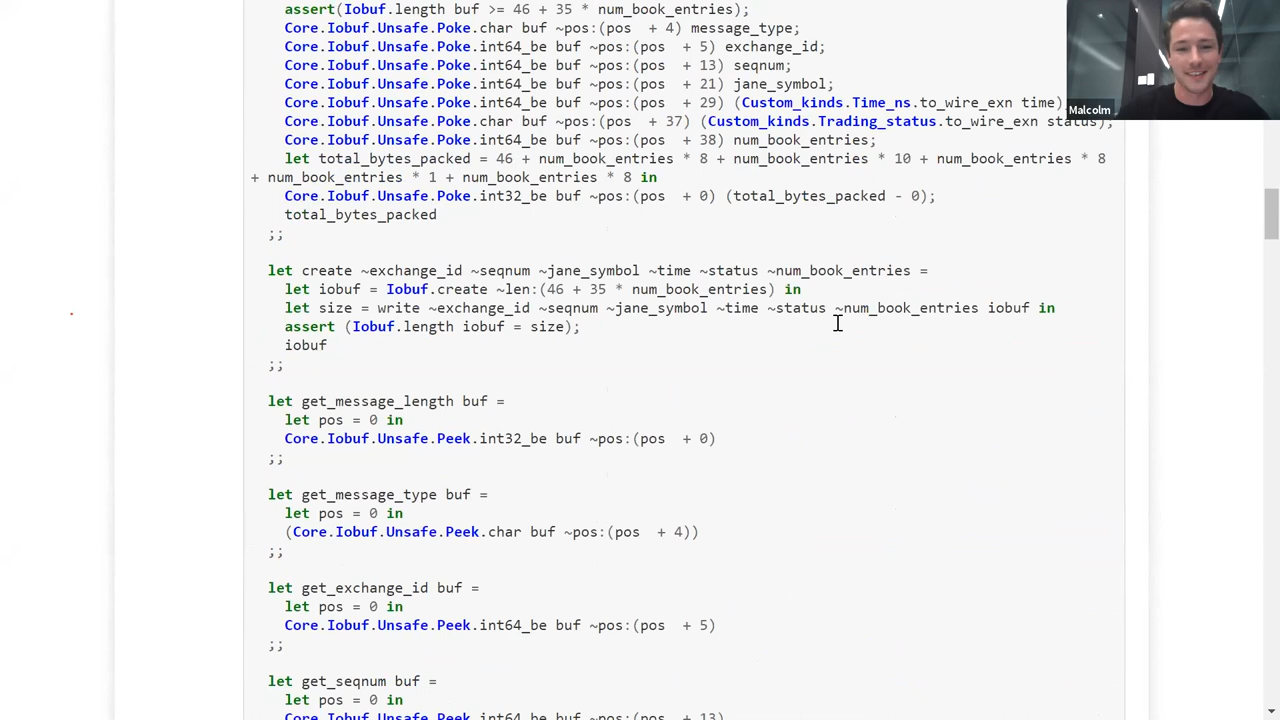 assert(Iobuf.length buf >= 46 + 35 * num_book_entries);
Core.Iobuf.Unsafe.Poke.char buf ~pos:(pos  + 4) message_type;
Core.Iobuf.Unsafe.Poke.int64_be buf ~pos:(pos  + 5) exchange_id;
Core.Iobuf.Unsafe.Poke.int64_be buf ~pos:(pos  + 13) seqnum;
Core.Iobuf.Unsafe.Poke.int64_be buf ~pos:(pos  + 21) jane_symbol;
Core.Iobuf.Unsafe.Poke.int64_be buf ~pos:(pos  + 29) (Custom_kinds.Time_ns.to_wire_exn time)
Malcolm
Core.Iobuf.Unsafe.Poke.char buf ~pos:(pos  + 37) (Custom_kinds.Trading_status.to_wire_exn status);
Core.Iobuf.Unsafe.Poke.int64_be buf ~pos:(pos  + 38) num_book_entries;
let total_bytes_packed = 46 + num_book_entries * 8 + num_book_entries * 10 + num_book_entries * 8
+ num_book_entries * 1 + num_book_entries * 8 in
Core.Iobuf.Unsafe.Poke.int32_be buf ~pos:(pos  + 0) (total_bytes_packed - 0);
total_bytes_packed
;;
let create ~exchange_id ~seqnum ~jane_symbol ~time ~status ~num_book_entries =
let iobuf = Iobuf.create ~len:(46 + 35 * num_book_entries) in
let size = write ~exchange_id ~seqnum ~jane_symbol ~time ~status ~num_book_entries iobuf in
assert (Iobuf.length iobuf = size);
iobuf
;;
let get_message_length buf =
let pos = 0 in
Core.Iobuf.Unsafe.Peek.int32_be buf ~pos:(pos  + 0)
;;
let get_message_type buf =
let pos = 0 in
(Core.Iobuf.Unsafe.Peek.char buf ~pos:(pos  + 4))
;;
let get_exchange_id buf =
let pos = 0 in
Core.Iobuf.Unsafe.Peek.int64_be buf ~pos:(pos  + 5)
;;
let get_seqnum buf =
let pos = 0 in
Core.Iobuf.Unsafe.Peek.int64_be buf ~pos:(pos  + 13)